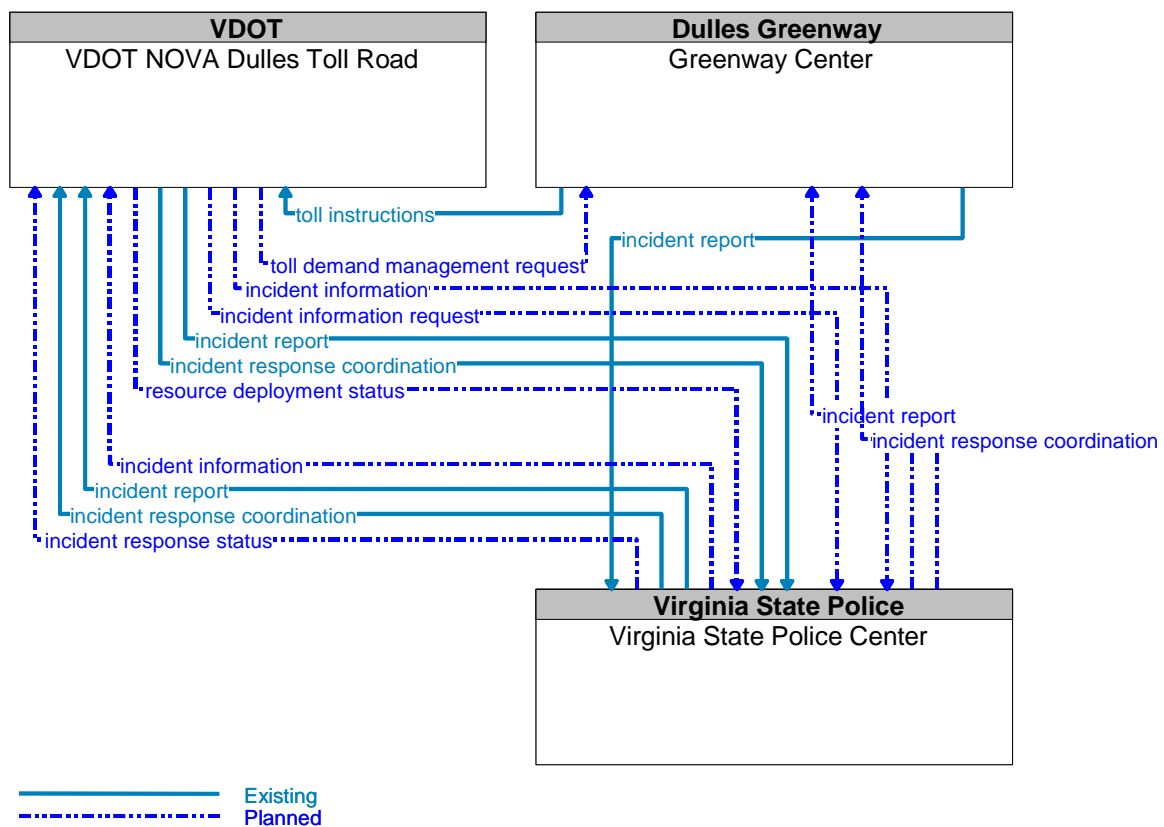 VDOT
VDOT NOVA Dulles Toll Road
Dulles Greenway
Greenway Center
toll instructions
incident report
toll demand management request
incident information
incident information request
incident report
incident response coordination
resource deployment status
incident report
incident response coordination
incident information
incident report
incident response coordination
incident response status
Virginia State Police
Virginia State Police Center
Existing
Planned